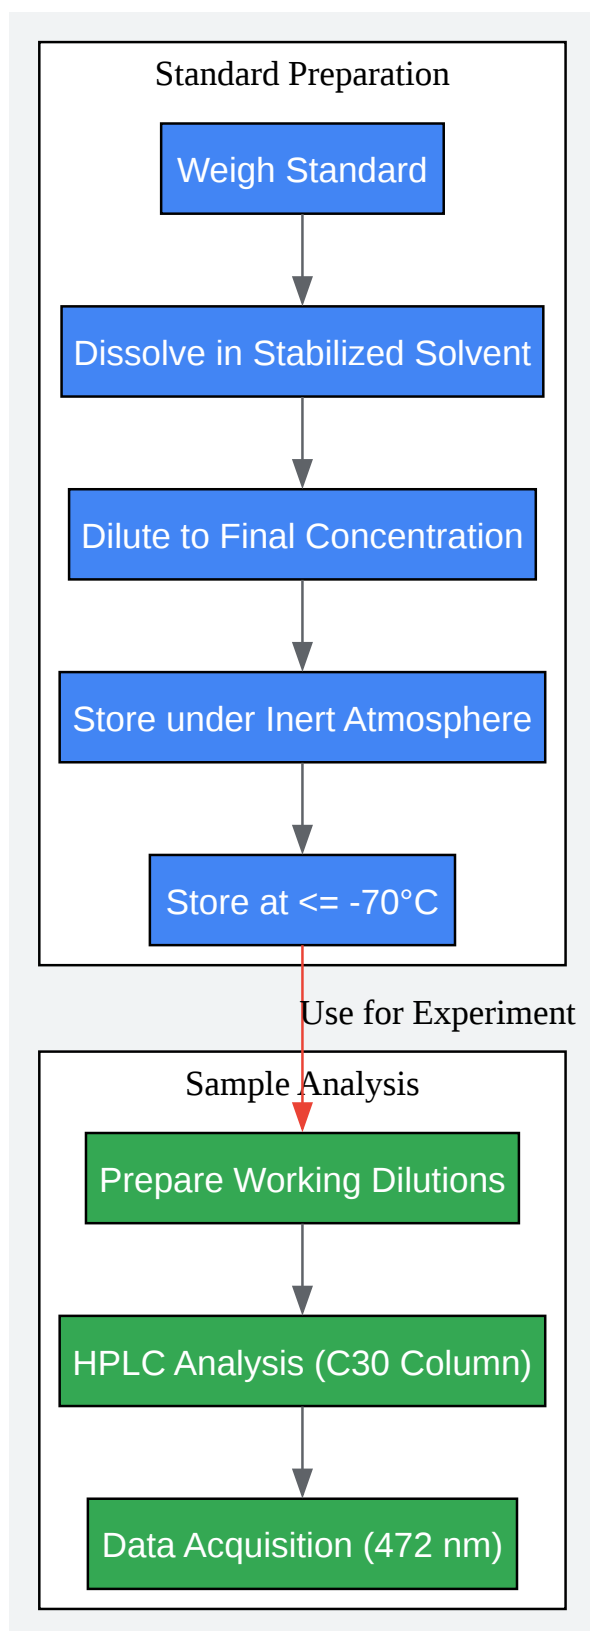 Standard Preparation
Weigh Standard
Dissolve in Stabilized Solvent
Dilute to Final Concentration
Store under Inert Atmosphere
Store at <= -70°C
Use for Experiment
Sample Analysis
Prepare Working Dilutions
HPLC Analysis (C30 Column)
Data Acquisition (472 nm)